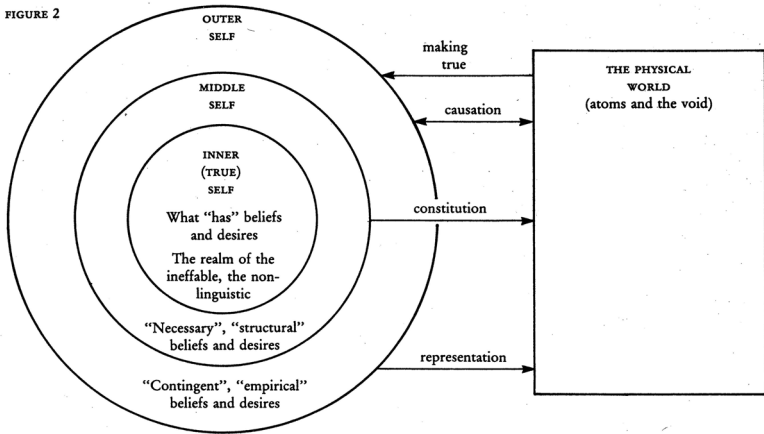 FIGURE 2
OUTER
SELF
MIDDLE
SELF
INNER
(TRUE)
SELF
What “has” beliefs
and desires
The realm of the
ineffable, the non-
linguistic
“Necessary”, “structural”
beliefs and desires
“Contingent”, “empirical”
beliefs and desires
making
true
causation
constitution
representation
THE PHYSICAL
WORLD
(atoms and the void)